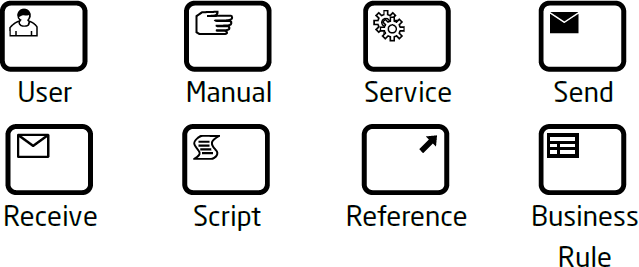 User Manual Service Send
Receive Script Reference Business
Rule